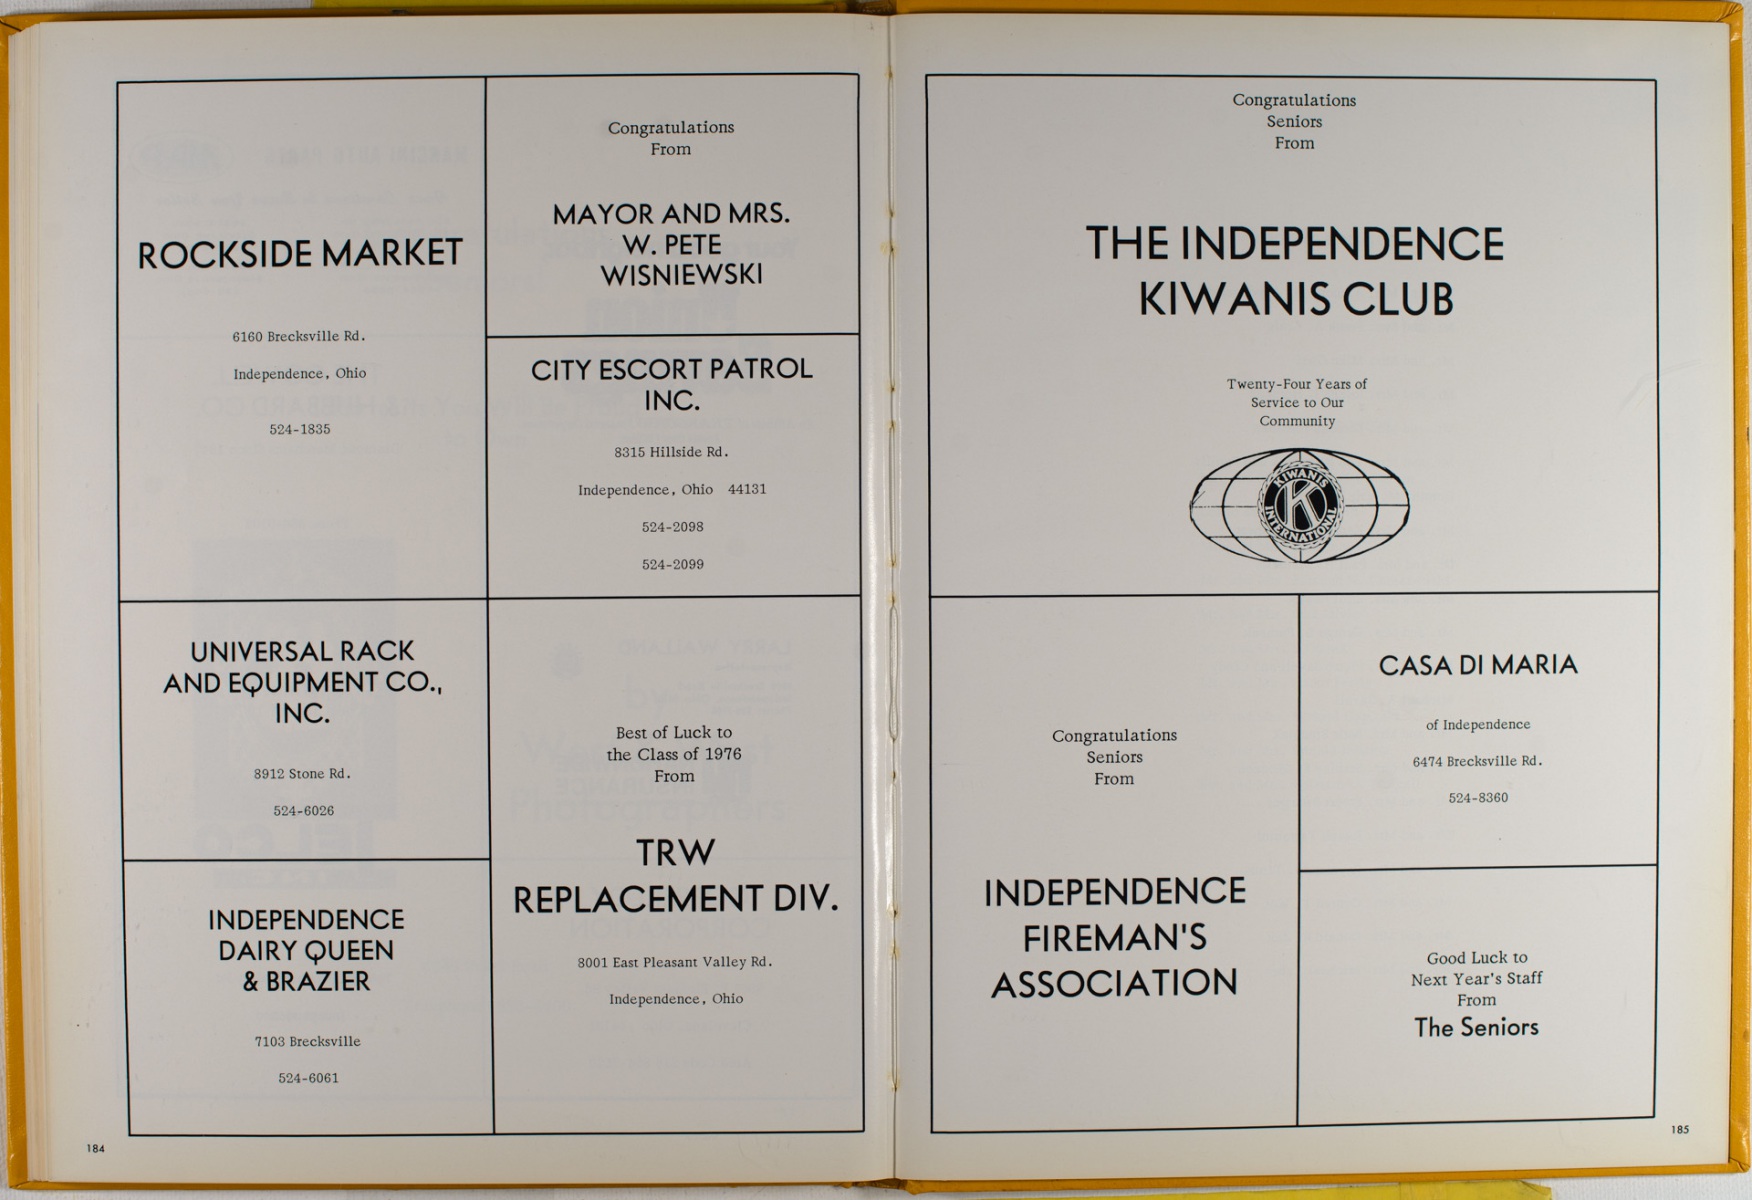 ROCKSIDE MARKET
6160 Brecksville Rd.
Independence, Ohio
524-1835
Congratulations
From
MAYOR AND MRS.
W. PETE
WISNIEWSKI
CITY ESCORT PATROL
INC.
8315 Hillside Rd.
Independence, Ohio 44131
524-2098
524-2099
UNIVERSAL RACK
AND EQUIPMENT CO.,
INC.
8912 Stone Rd.
524-6026
INDEPENDENCE
DAIRY QUEEN
& BRAZIER
7103 Brecksville
524-6061
Best of Luck to
the Class of 1976
From
TRW
REPLACEMENT DIV.
8001 East Pleasant Valley Rd.
Independence, Ohio
184
Congratulations
Seniors
From
THE INDEPENDENCE
KIWANIS CLUB
Twenty-Four Years of
Service to Our
Community
KIWANIS
K
INTERNATIONAL
Congratulations
Seniors
From
INDEPENDENCE
FIREMAN'S
ASSOCIATION
CASA DI MARIA
of Independence
6474 Brecksville Rd.
524-8360
Good Luck to
Next Year's Staff
From
The Seniors
185